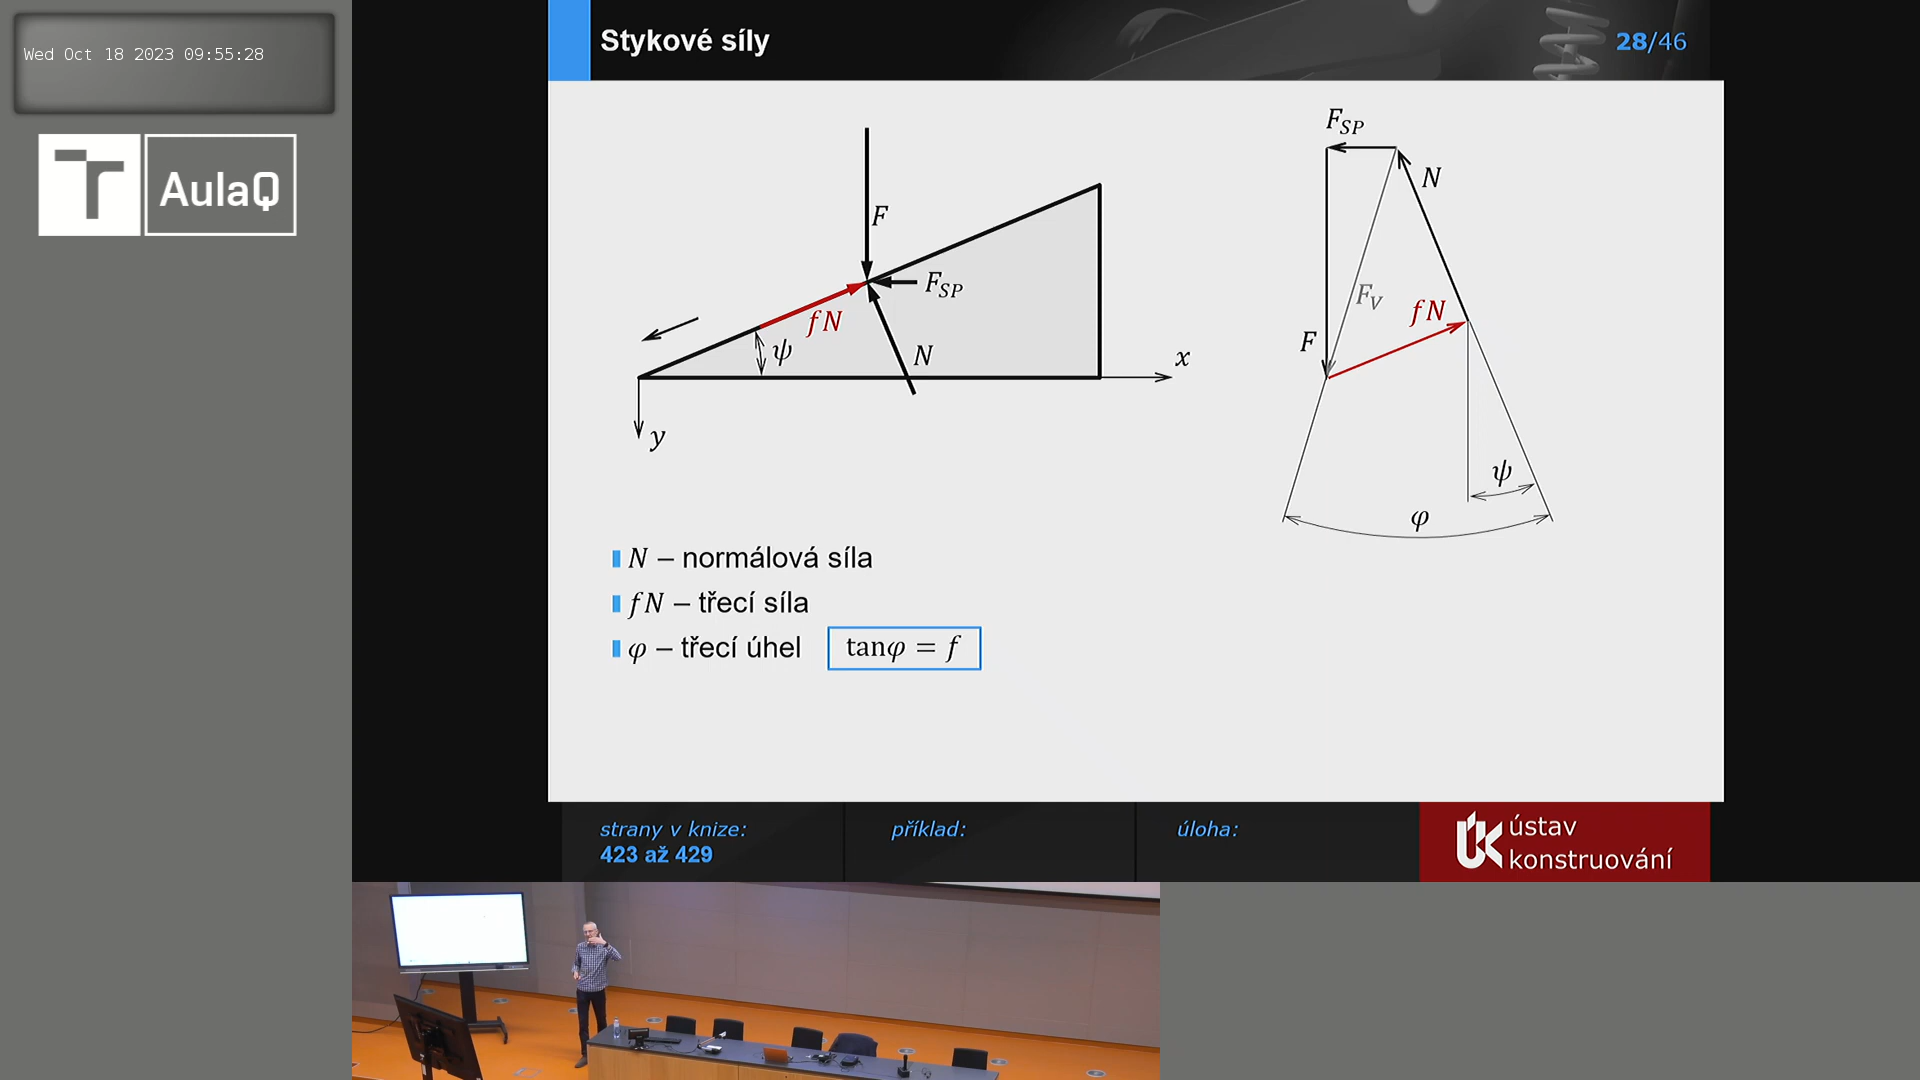 Wed Oct 18 2023 09:55:28
AulaQ
Stykové síly
28/46
F
F_SP
fN
N
ψ
x
y
F_SP
N
F_V
fN
F
ψ
φ
N – normálová síla
fN – třecí síla
φ – třecí úhel tanφ = f
strany v knize:
423 až 429
příklad:
úloha:
ÚK ústav
konstruování